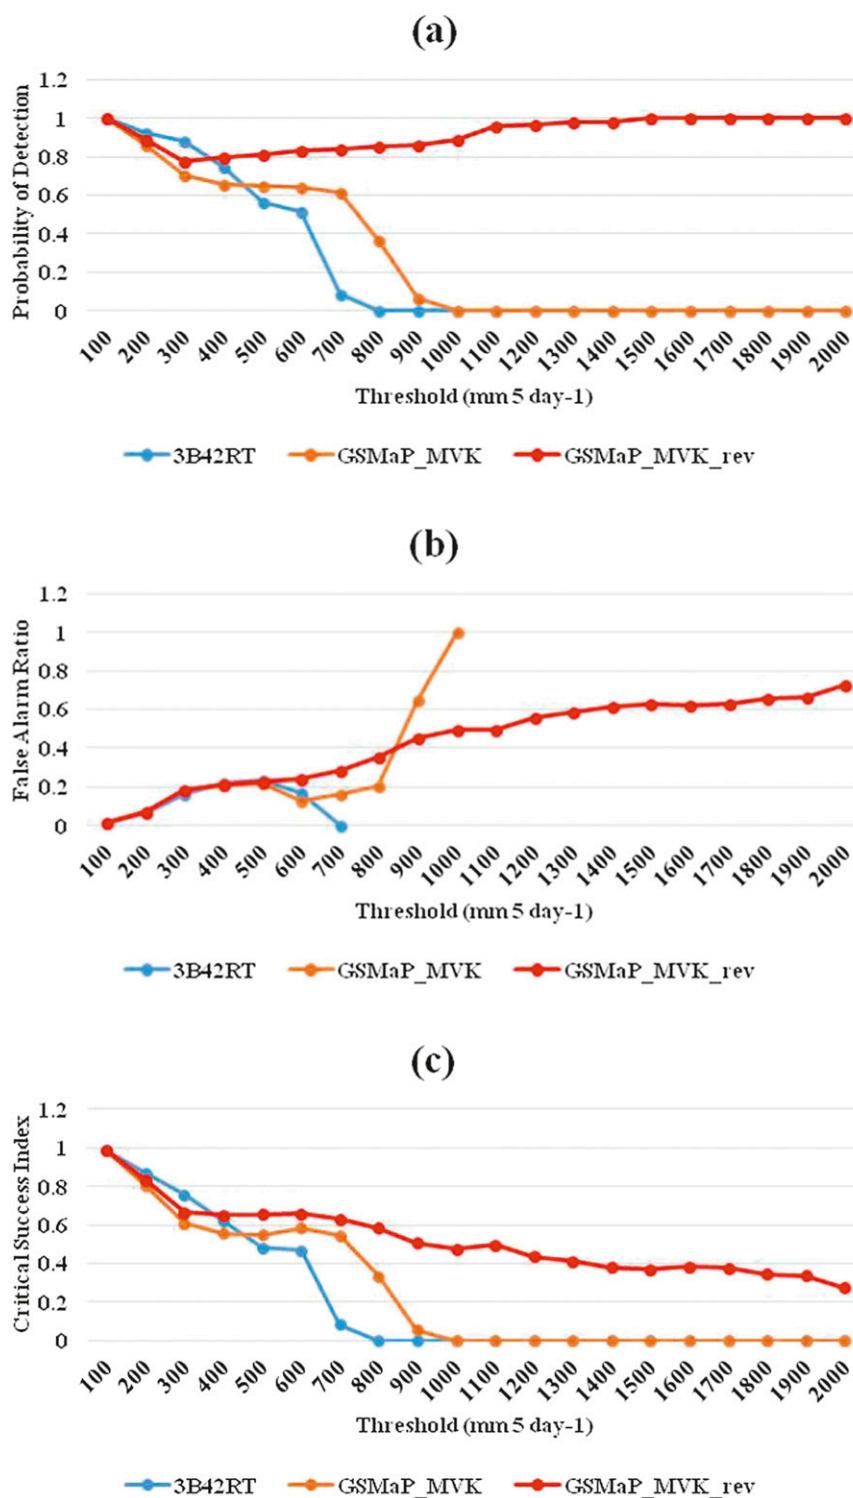 (a)
Probability of Detection
1.2
1
0.8
0.6
0.4
0.2
0
100 200 300 400 500 600 700 800 900 1000 1100 1200 1300 1400 1500 1600 1700 1800 1900 2000
Threshold (mm 5 day-1)
3B42RT GSMaP_MVK GSMaP_MVK_rev
(b)
False Alarm Ratio
1.2
1
0.8
0.6
0.4
0.2
0
100 200 300 400 500 600 700 800 900 1000 1100 1200 1300 1400 1500 1600 1700 1800 1900 2000
Threshold (mm 5 day-1)
3B42RT GSMaP_MVK GSMaP_MVK_rev
(c)
Critical Success Index
1.2
1
0.8
0.6
0.4
0.2
0
100 200 300 400 500 600 700 800 900 1000 1100 1200 1300 1400 1500 1600 1700 1800 1900 2000
Threshold (mm 5 day-1)
3B42RT GSMaP_MVK GSMaP_MVK_rev